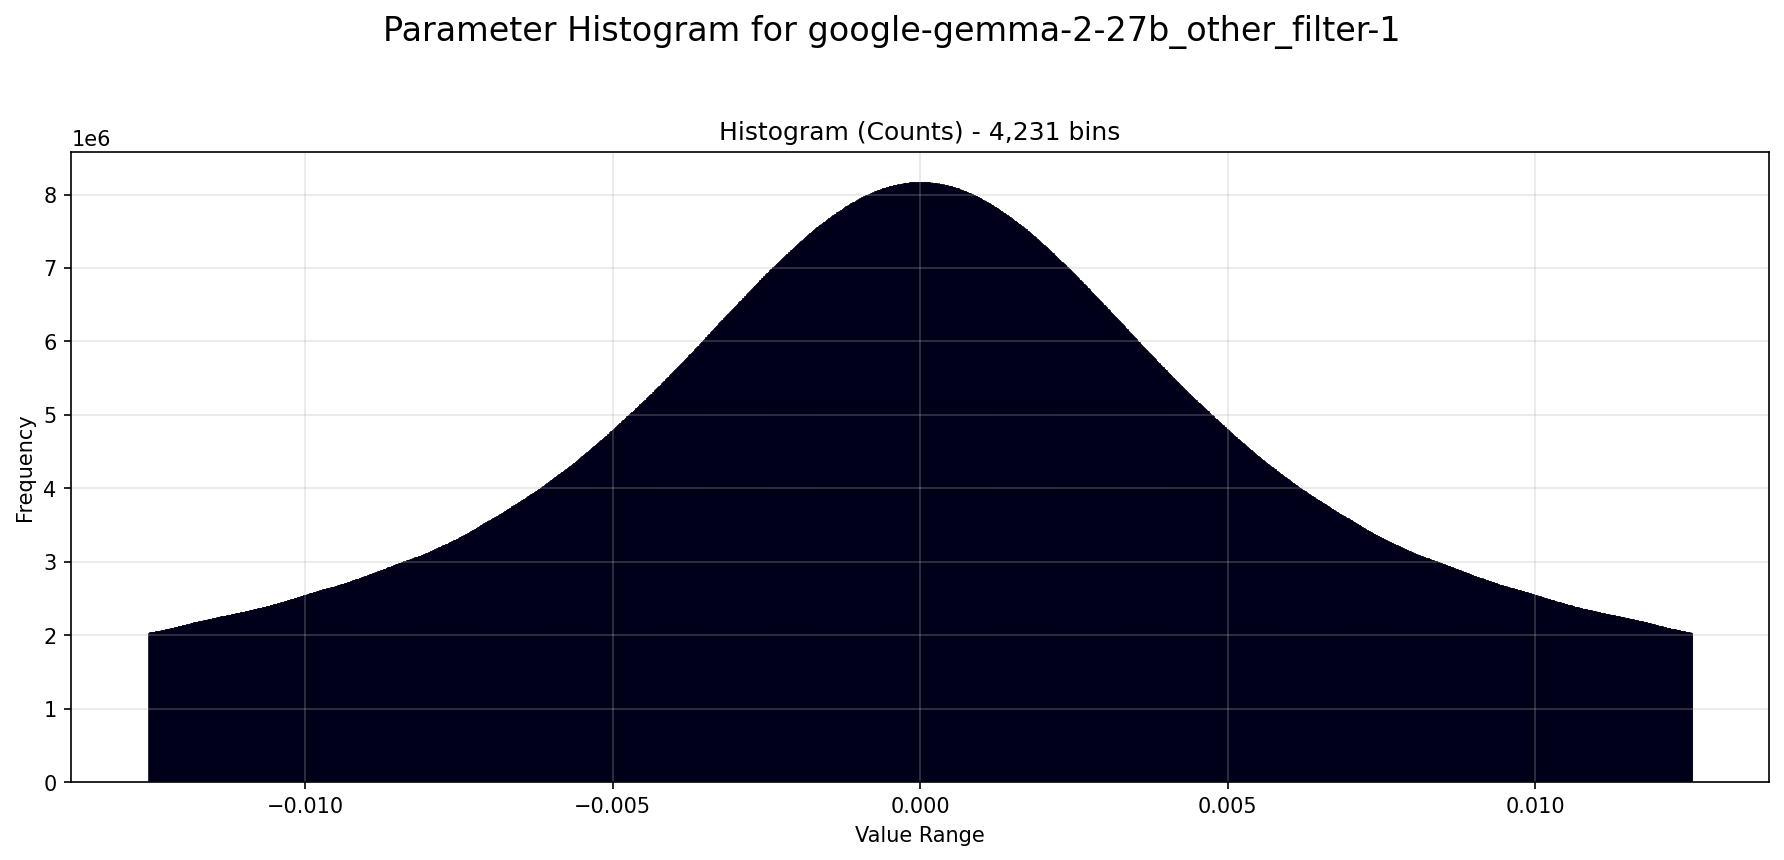 Parameter Histogram for google-gemma-2-27b_other_filter-1
Histogram (Counts) - 4,231 bins
1e6
8
7
6
5
4
3
2
1
0
Frequency
−0.010 −0.005 0.000 0.005 0.010
Value Range